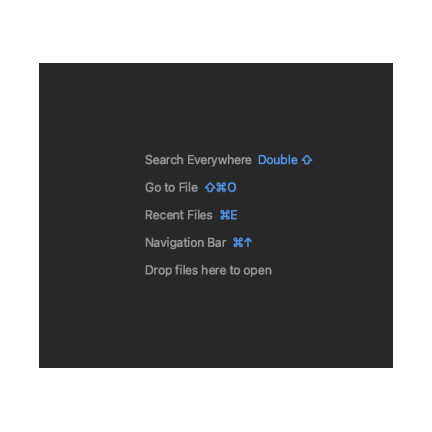 Search Everywhere Double ⇧
Go to File ⇧⌘O
Recent Files ⌘E
Navigation Bar ⌘↑
Drop files here to open